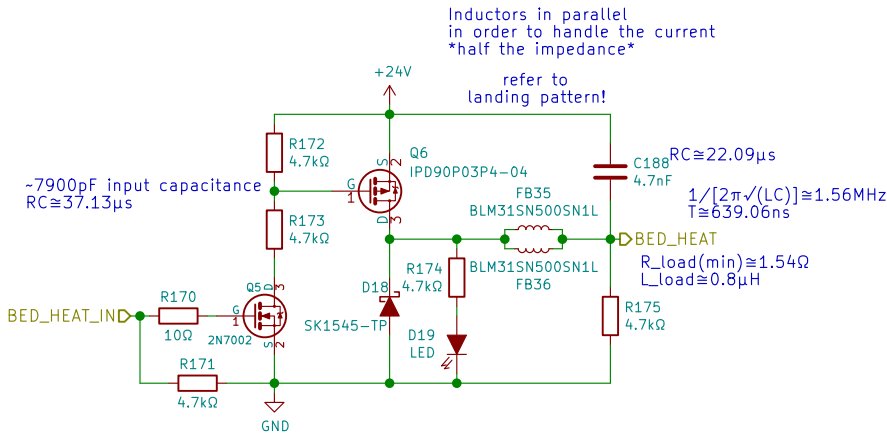 Inductors in parallel
in order to handle the current
*half the impedance*
refer to
landing pattern!
+24V
R172
4.7kΩ
Q6
IPD90P03P4-04
S
2
G
1
D
3
C188
4.7nF
RC≅22.09µs
~7900pF input capacitance
RC≅37.13µs
1/[2π√(LC)]≅1.56MHz
T≅639.06ns
FB35
BLM31SN500SN1L
R173
4.7kΩ
BED_HEAT
BLM31SN500SN1L
FB36
R_load(min)≅1.54Ω
L_load≅0.8µH
R174
4.7kΩ
Q5
D
3
G
1
S
2
2N7002
D18
SK1545-TP
R170
10Ω
BED_HEAT_IN
R175
4.7kΩ
D19
LED
R171
4.7kΩ
GND